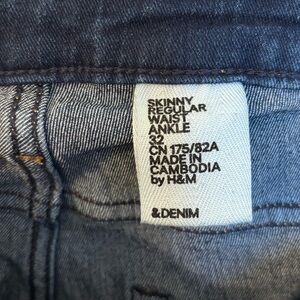 SKINNY
REGULAR
WAIST
ANKLE
32
CN 175/82A
MADE IN
CAMBODIA
by H&M
&DENIM